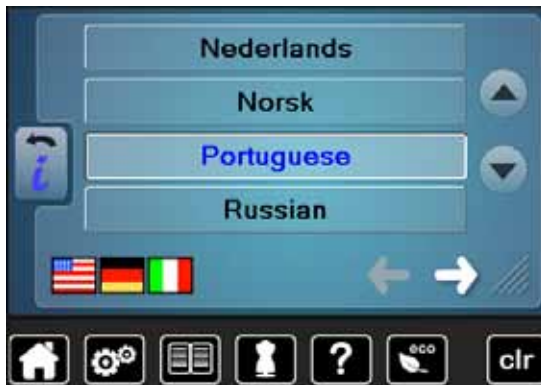 Nederlands
Norsk
Portuguese
Russian
i
? eco clr